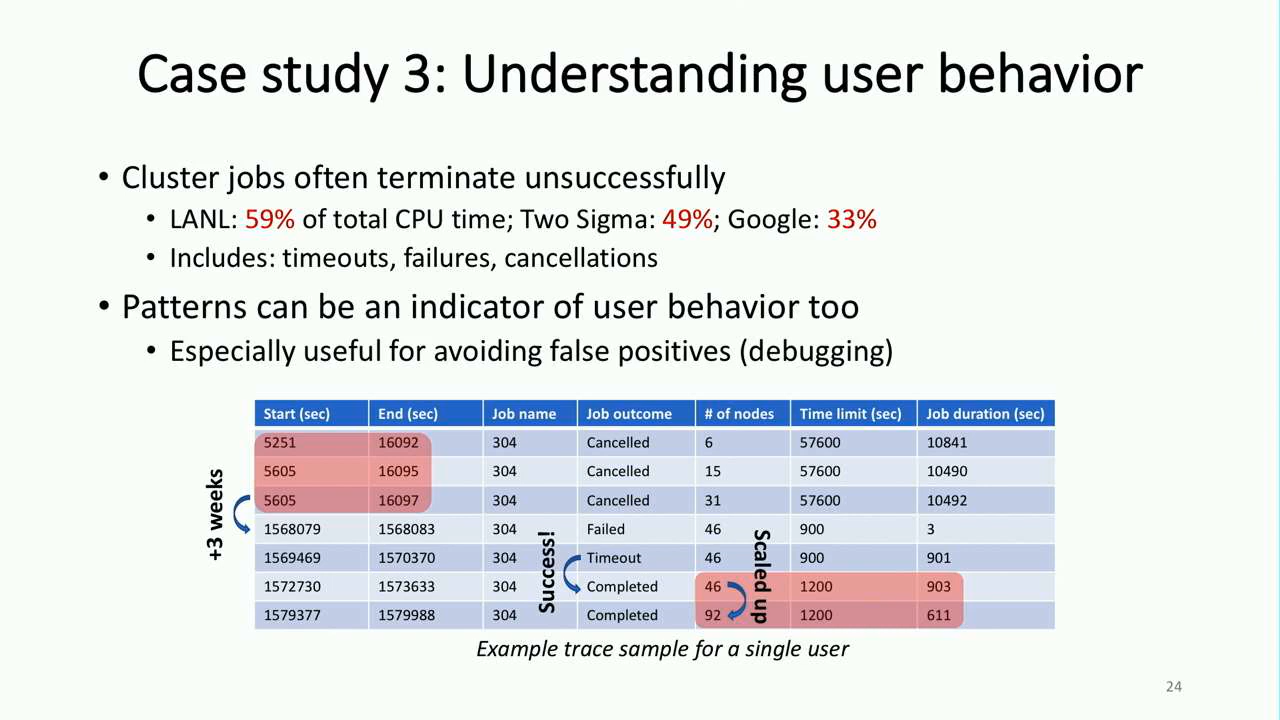 Case study 3: Understanding user behavior
• Cluster jobs often terminate unsuccessfully
• LANL: 59% of total CPU time; Two Sigma: 49%; Google: 33%
• Includes: timeouts, failures, cancellations
• Patterns can be an indicator of user behavior too
• Especially useful for avoiding false positives (debugging)
Start (sec) End (sec) Job name Job outcome # of nodes Time limit (sec) Job duration (sec)
5251 16092 304 Cancelled 6 57600 10841
5605 16095 304 Cancelled 15 57600 10490
5605 16097 304 Cancelled 31 57600 10492
1568079 1568083 304 Failed 46 900 3
1569469 1570370 304 Timeout 46 900 901
1572730 1573633 304 Completed 46 1200 903
1579377 1579988 304 Completed 92 1200 611
+3 weeks
Success!
Scaled up
Example trace sample for a single user
24